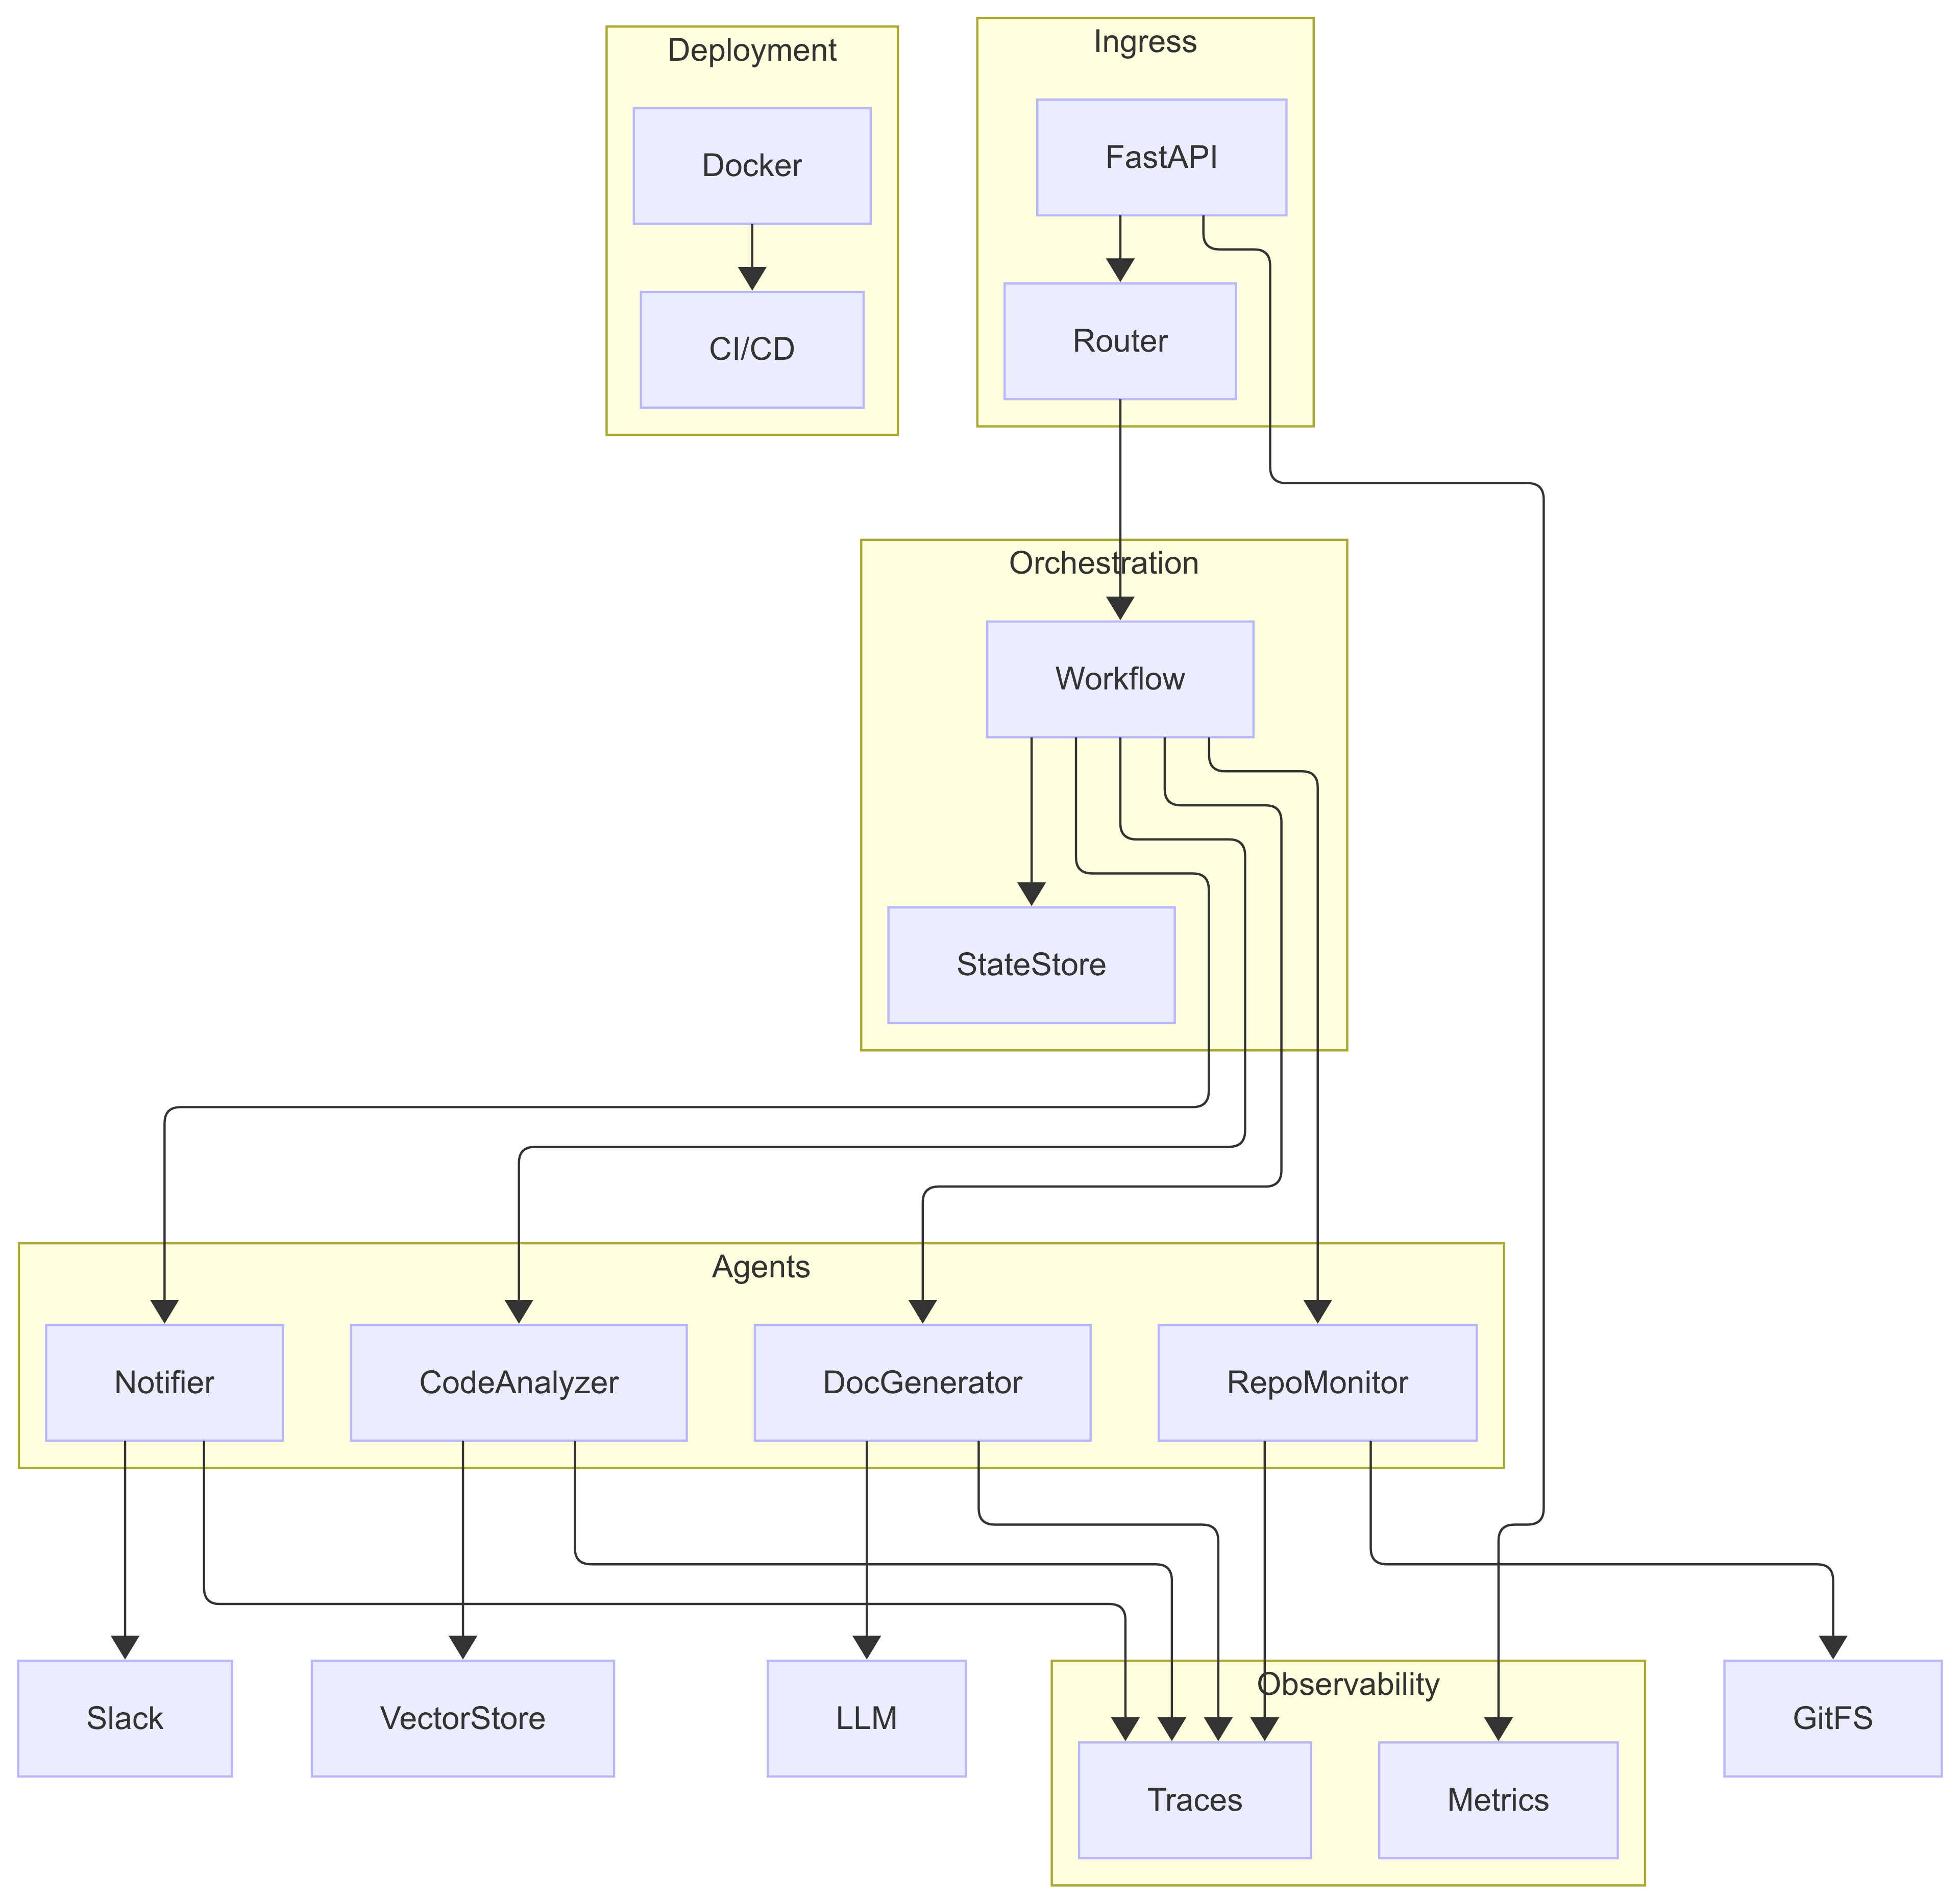 Deployment
Docker
CI/CD
Ingress
FastAPI
Router
Orchestration
Workflow
StateStore
Agents
Notifier
CodeAnalyzer
DocGenerator
RepoMonitor
Slack
VectorStore
LLM
Observability
Traces
Metrics
GitFS